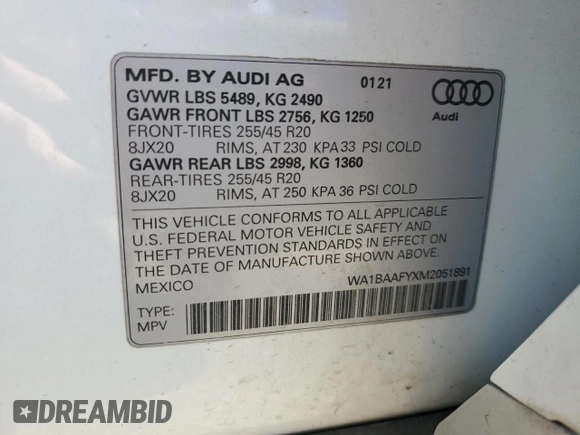 MFD. BY AUDI AG 01 21
GVWR LBS 5489, KG 2490
GAWR FRONT LBS 2756, KG 1250
FRONT-TIRES 255/45 R20
8JX20 RIMS, AT 230 KPA 33 PSI COLD
GAWR REAR LBS 2998, KG 1360
REAR-TIRES 255/45 R20
8JX20 RIMS, AT 250 KPA 36 PSI COLD
Audi
THIS VEHICLE CONFORMS TO ALL APPLICABLE
U.S. FEDERAL MOTOR VEHICLE SAFETY AND
THEFT PREVENTION STANDARDS IN EFFECT ON
THE DATE OF MANUFACTURE SHOWN ABOVE.
MEXICO
WA1BAAFYXM2051891
TYPE:
MPV
DREAMBID